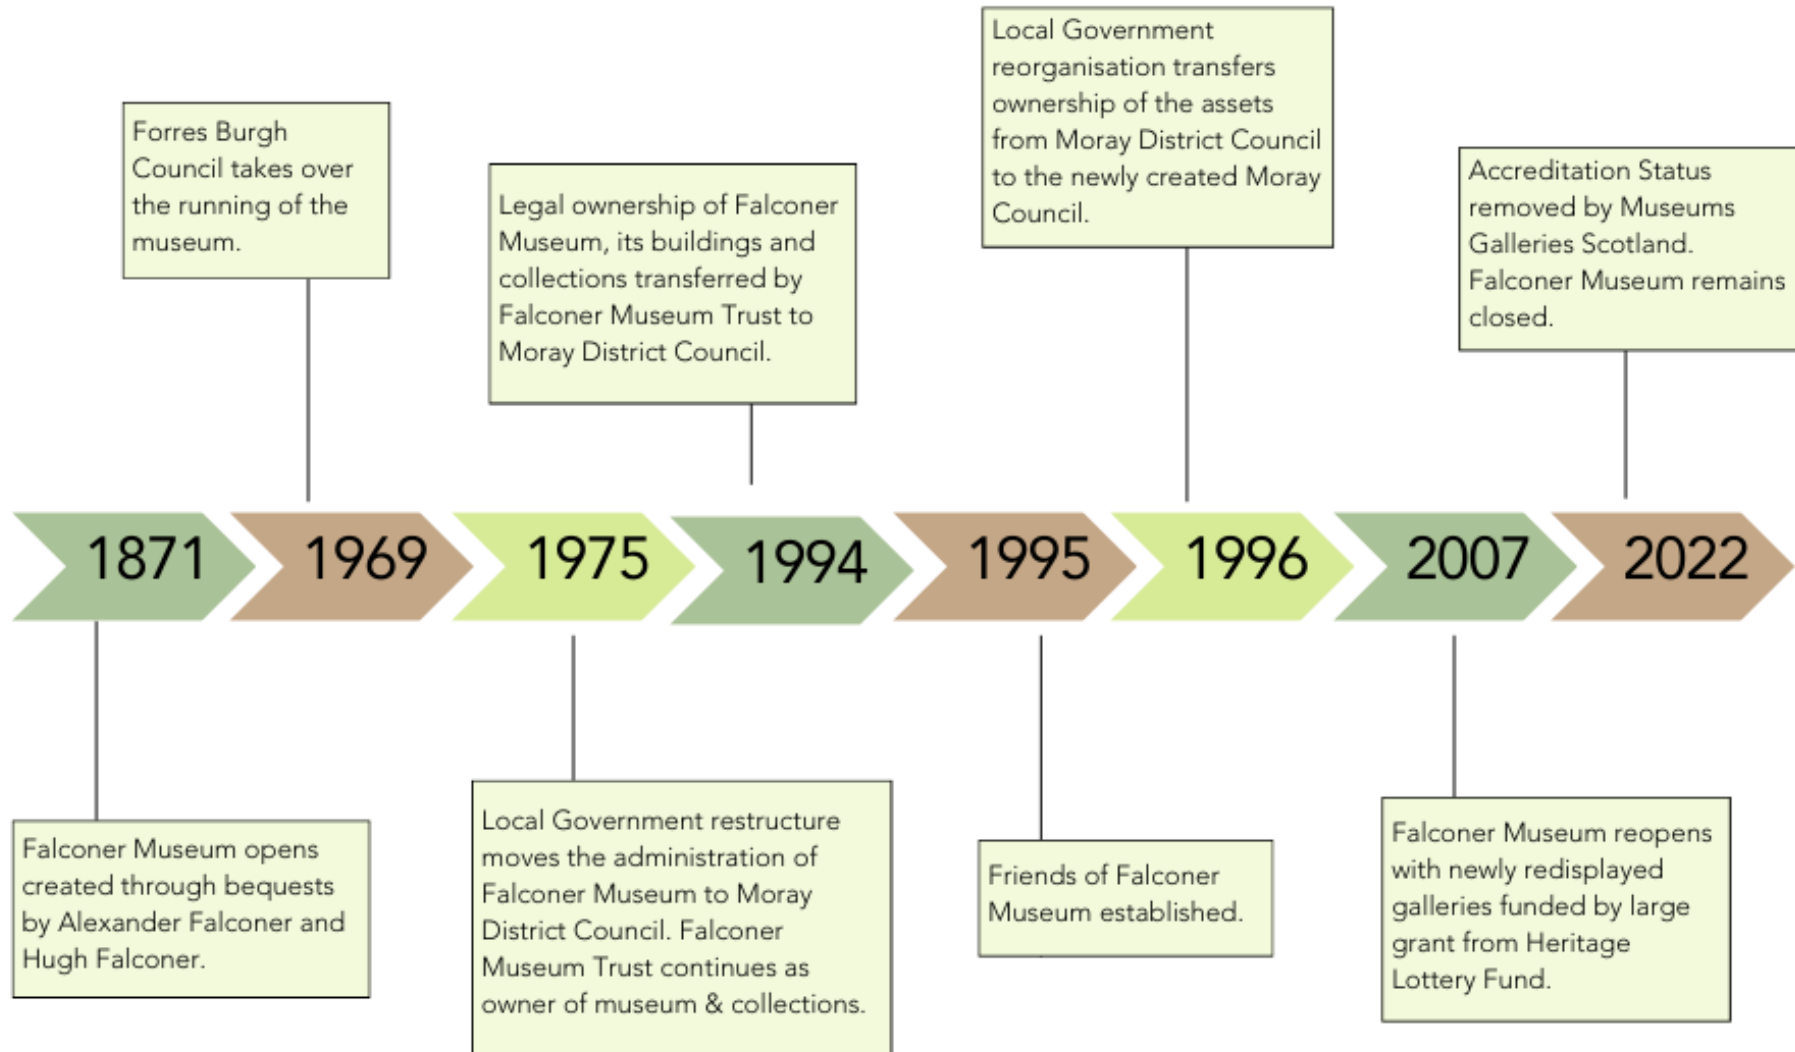 Local Government
reorganisation transfers
ownership of the assets
from Moray District Council
to the newly created Moray
Council.
Forres Burgh
Council takes over
the running of the
museum.
Legal ownership of Falconer
Museum, its buildings and
collections transferred by
Falconer Museum Trust to
Moray District Council.
Accreditation Status
removed by Museums
Galleries Scotland.
Falconer Museum remains
closed.
1871
1969
1975
1994
1995
1996
2007
2022
Falconer Museum opens
created through bequests
by Alexander Falconer and
Hugh Falconer.
Local Government restructure
moves the administration of
Falconer Museum to Moray
District Council. Falconer
Museum Trust continues as
owner of museum & collections.
Friends of Falconer
Museum established.
Falconer Museum reopens
with newly redisplayed
galleries funded by large
grant from Heritage
Lottery Fund.